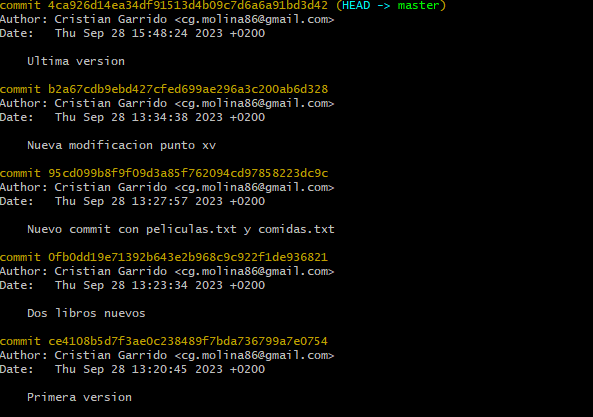 commit 4ca926d14ea34df91513d4b09c7d6a6a91bd3d42 (HEAD -> master)
Author: Cristian Garrido <cg.molina86@gmail.com>
Date:   Thu Sep 28 15:48:24 2023 +0200
Ultima version
commit b2a67cdb9ebd427cfed699ae296a3c200ab6d328
Author: Cristian Garrido <cg.molina86@gmail.com>
Date:   Thu Sep 28 13:34:38 2023 +0200
Nueva modificacion punto xv
commit 95cd099b8f9f09d3a85f762094cd97858223dc9c
Author: Cristian Garrido <cg.molina86@gmail.com>
Date:   Thu Sep 28 13:27:57 2023 +0200
Nuevo commit con peliculas.txt y comidas.txt
commit 0fb0dd19e71392b643e2b968c9c922f1de936821
Author: Cristian Garrido <cg.molina86@gmail.com>
Date:   Thu Sep 28 13:23:34 2023 +0200
Dos libros nuevos
commit ce4108b5d7f3ae0c238489f7bda736799a7e0754
Author: Cristian Garrido <cg.molina86@gmail.com>
Date:   Thu Sep 28 13:20:45 2023 +0200
Primera version